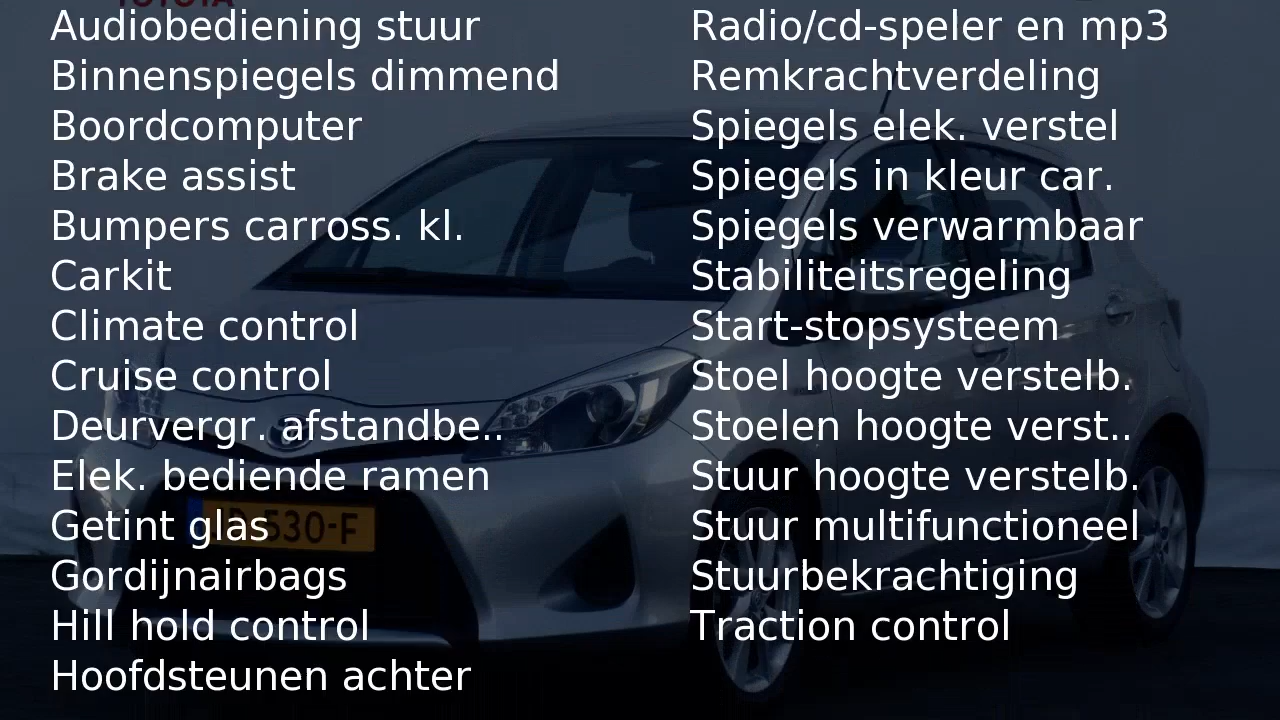 TOYOTA
Audiobediening stuur
Binnenspiegels dimmend
Boordcomputer
Brake assist
Bumpers carross. kl.
Carkit
Climate control
Cruise control
Deurvergr. afstandbe..
Elek. bediende ramen
Getint glas
Gordijnairbags
Hill hold control
Hoofdsteunen achter
Radio/cd-speler en mp3
Remkrachtverdeling
Spiegels elek. verstel
Spiegels in kleur car.
Spiegels verwarmbaar
Stabiliteitsregeling
Start-stopsysteem
Stoel hoogte verstelb.
Stoelen hoogte verst..
Stuur hoogte verstelb.
Stuur multifunctioneel
Stuurbekrachtiging
Traction control